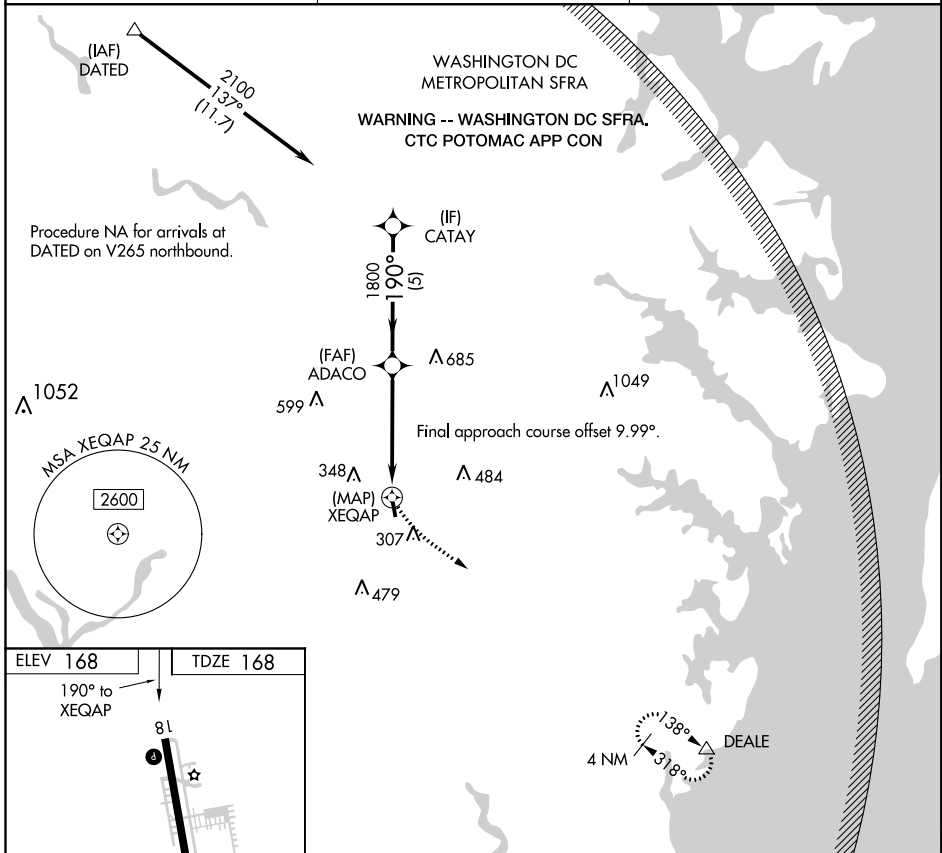 (IAF)
DATED
2100
137°
(11.7)
WASHINGTON DC
METROPOLITAN SFRA
WARNING -- WASHINGTON DC SFRA.
CTC POTOMAC APP CON
Procedure NA for arrivals at
DATED on V265 northbound.
(IF)
CATAY
1800
190°
(5)
(FAF)
ADACO
685
1052
599
1049
Final approach course offset 9.99°.
MSA XEQAP 25 NM
2600
348
484
(MAP)
XEQAP
307
479
ELEV 168
TDZE 168
190° to
XEQAP
18
P
138°
DEALE
4 NM
318°